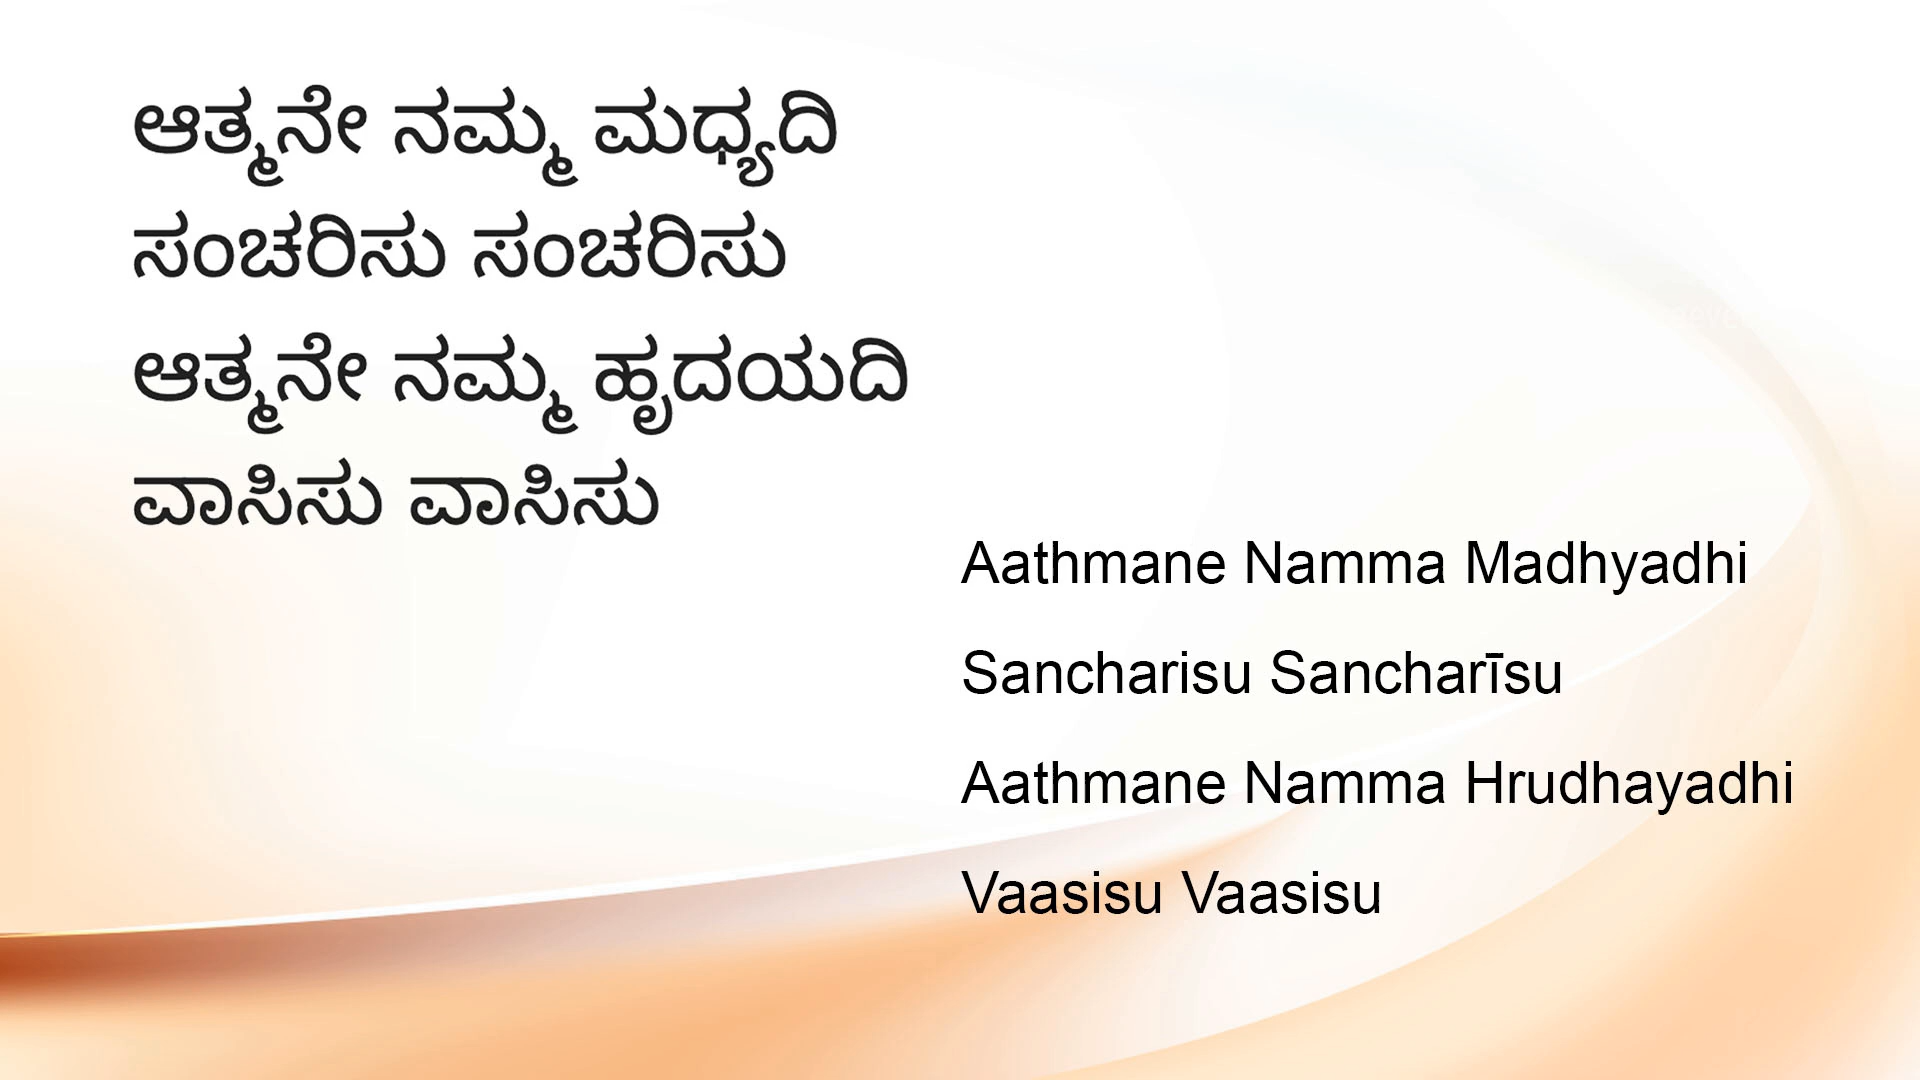 ಆತ್ಮನೇ ನಮ್ಮ ಮಧ್ಯದಿ
ಸಂಚರಿಸು ಸಂಚರಿಸು
ಆತ್ಮನೇ ನಮ್ಮ ಹೃದಯದಿ
ವಾಸಿಸು ವಾಸಿಸು
Aathmane Namma Madhyadhi
Sancharisu Sancharīsu
Aathmane Namma Hrudhayadhi
Vaasisu Vaasisu